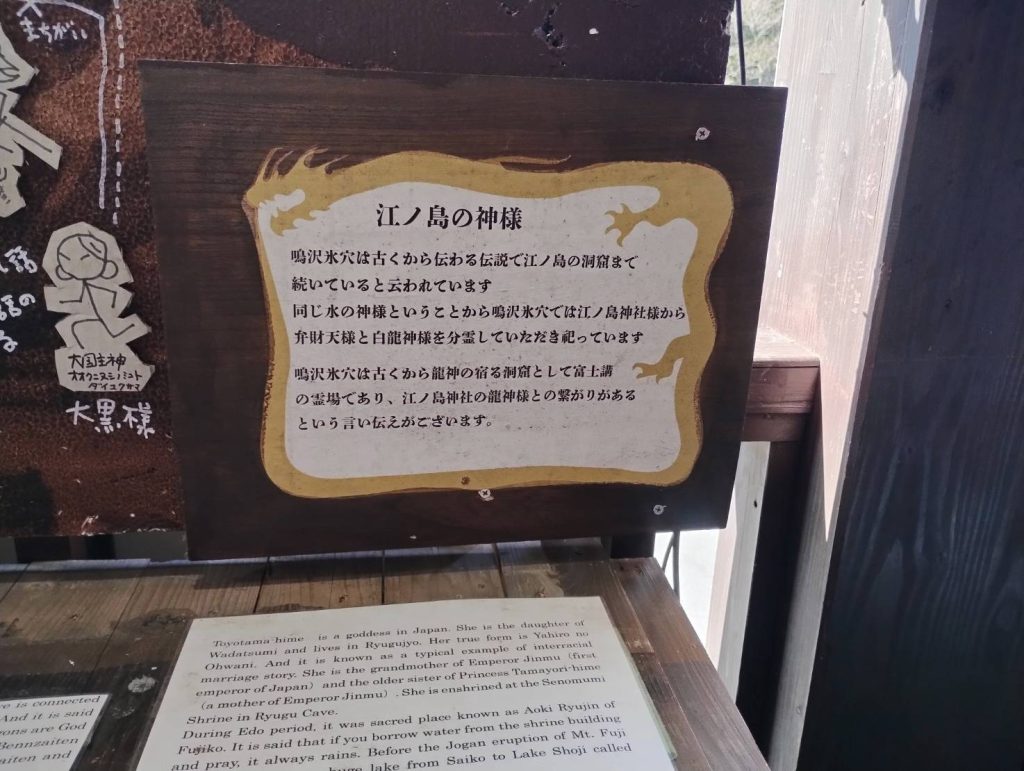 まちがい
大国主神
オオクニヌシノミコト
ダイコクサマ
大黒様
江ノ島の神様
鳴沢氷穴は古くから伝わる伝説で江ノ島の洞窟まで
続いていると云われています
同じ水の神様ということから鳴沢氷穴では江ノ島神社様から
弁財天様と白龍神様を分霊していただき祀っています
鳴沢氷穴は古くから龍神の宿る洞窟として富士講
の霊場であり、江ノ島神社の龍神様との繋がりがある
という言い伝えがございます。
Toyotama-hime is a goddess in Japan. She is the daughter of
Wadatsumi and lives in Ryugujyo. Her true form is Yahiro no
Ohwani. And it is known as a typical example of interracial
marriage story. She is the grandmother of Emperor Jinmu (first
emperor of Japan) and the older sister of Princess Tamayori-hime
(a mother of Emperor Jinmu). She is enshrined at the Senoumi
Shrine in Ryugu Cave.
During Edo period, it was sacred place known as Aoki Ryujin of
Fujiko. It is said that if you borrow water from the shrine building
and pray, it always rains. Before the Jogan eruption of Mt. Fuji
huge lake from Saiko to Lake Shoji called
is connected
And it is said
are God
Bennzaiten
and